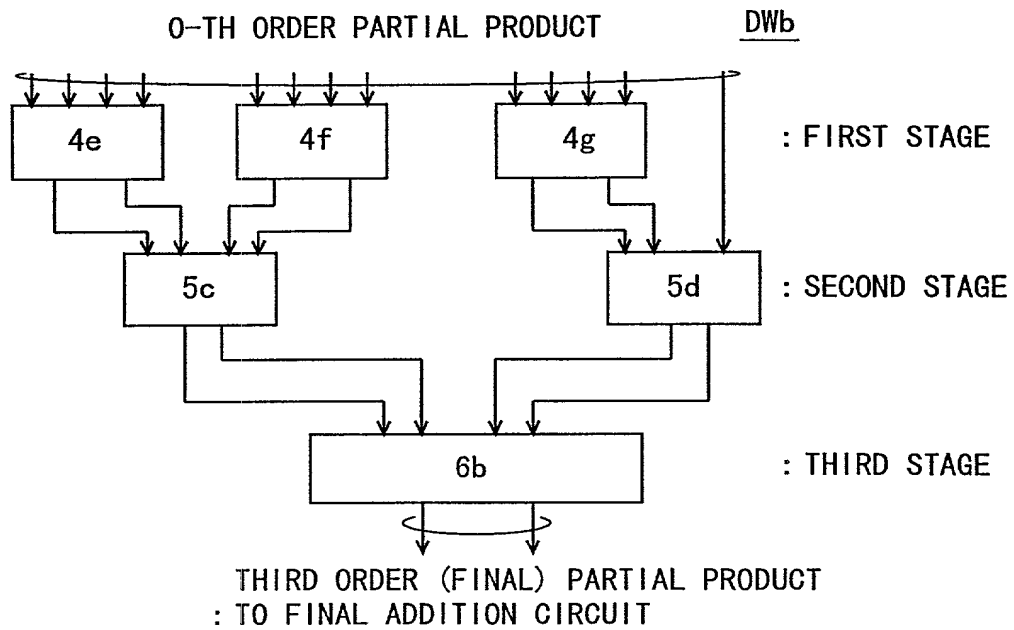 0-TH ORDER PARTIAL PRODUCT DWb
4e 4f 4g : FIRST STAGE
5c 5d : SECOND STAGE
6b : THIRD STAGE
THIRD ORDER (FINAL) PARTIAL PRODUCT
: TO FINAL ADDITION CIRCUIT